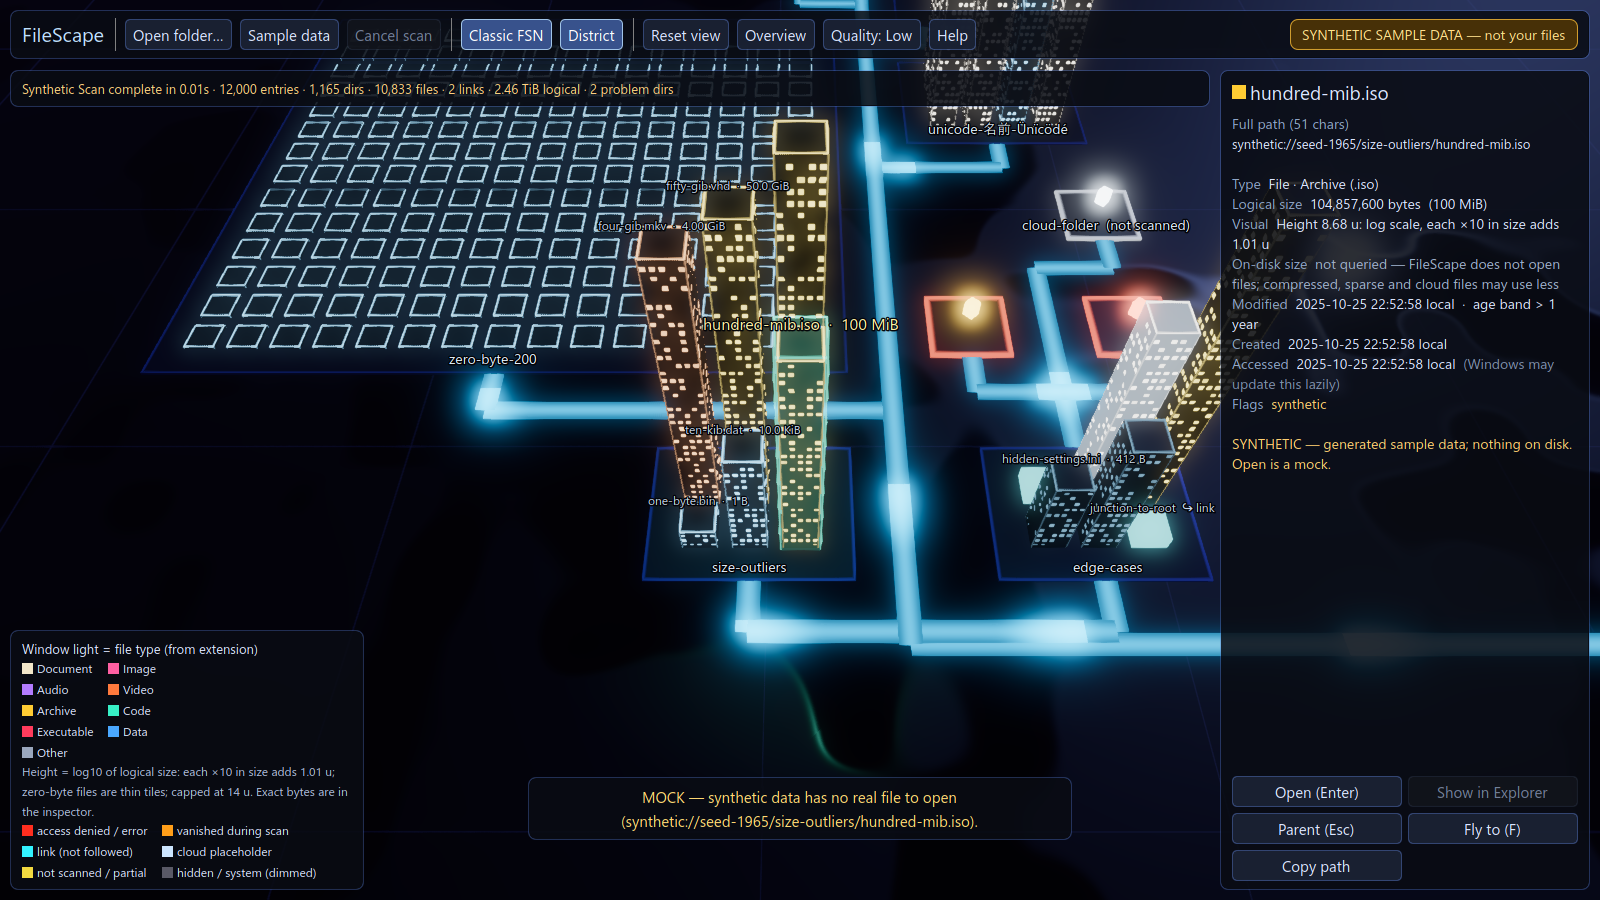 FileScape
Open folder...
Sample data
Cancel scan
Classic FSN
District
Reset view
Overview
Quality: Low
Help
SYNTHETIC SAMPLE DATA — not your files
Synthetic Scan complete in 0.01s · 12,000 entries · 1,165 dirs · 10,833 files · 2 links · 2.46 TiB logical · 2 problem dirs
unicode-名前-Ünïcödé
fifty-gib.vhd · 50.0 GiB
four-gib.mkv · 4.00 GiB
cloud-folder (not scanned)
hundred-mib.iso · 100 MiB
zero-byte-200
ten-kib.dat · 10.0 KiB
hidden-settings.ini · 412 B
one-byte.bin · 1 B
junction-to-root ↪ link
size-outliers
edge-cases
hundred-mib.iso
Full path (51 chars)
synthetic://seed-1965/size-outliers/hundred-mib.iso
Type File · Archive (.iso)
Logical size 104,857,600 bytes (100 MiB)
Visual Height 8.68 u: log scale, each ×10 in size adds
1.01 u
On-disk size not queried — FileScape does not open
files; compressed, sparse and cloud files may use less
Modified 2025-10-25 22:52:58 local · age band > 1
year
Created 2025-10-25 22:52:58 local
Accessed 2025-10-25 22:52:58 local (Windows may
update this lazily)
Flags synthetic
SYNTHETIC — generated sample data; nothing on disk.
Open is a mock.
Open (Enter)
Show in Explorer
Parent (Esc)
Fly to (F)
Copy path
Window light = file type (from extension)
Document
Image
Audio
Video
Archive
Code
Executable
Data
Other
Height = log10 of logical size: each ×10 in size adds 1.01 u;
zero-byte files are thin tiles; capped at 14 u. Exact bytes are in
the inspector.
access denied / error
vanished during scan
link (not followed)
cloud placeholder
not scanned / partial
hidden / system (dimmed)
MOCK — synthetic data has no real file to open
(synthetic://seed-1965/size-outliers/hundred-mib.iso).